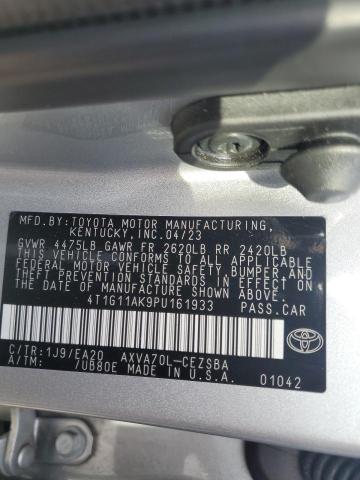 MFD.BY: TOYOTA MOTOR MANUFACTURING,
KENTUCKY,INC. 04/23
GVWR 4475LB GAWR FR 2620LB RR 2420LB
THIS VEHICLE CONFORMS TO ALL APPLICABLE
FEDERAL MOTOR VEHICLE SAFETY, BUMPER, AND
THEFT PREVENTION STANDARDS IN EFFECT ON
THE DATE OF MANUFACTURE SHOWN ABOVE.
4T1G11AK9PU161933 PASS.CAR
C/TR:1J9/EA20 AXVA70L-CEZSBA
A/TM: /UB80E MADE IN U.S.A. 01042